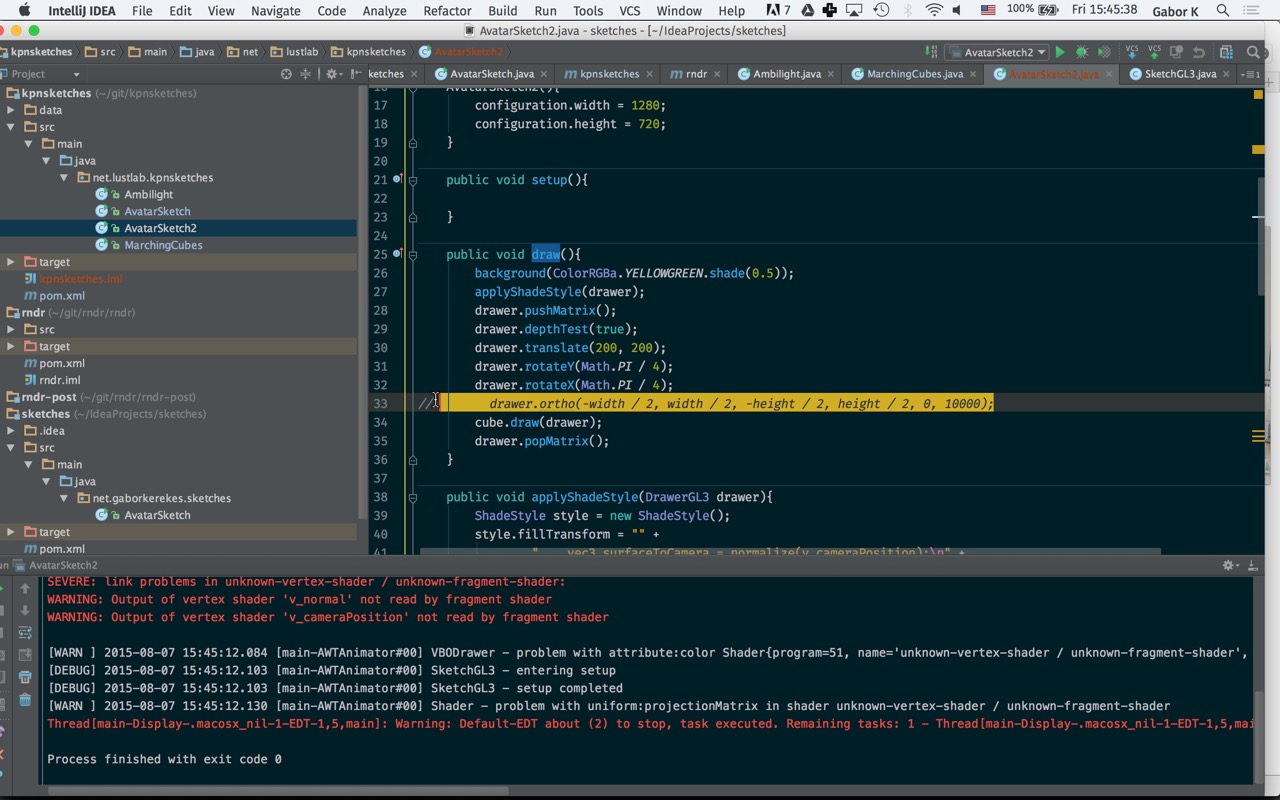 IntelliJ IDEA File Edit View Navigate Code Analyze Refactor Build Run Tools VCS Window Help 7 100% Fri 15:45:38 Gabor K
AvatarSketch2.java - sketches - [~/IdeaProjects/sketches]
kpnsketches src main java net lustlab kpnsketches AvatarSketch2 AvatarSketch2 VCS VCS
Project ketches AvatarSketch.java kpnsketches rndr Ambilight.java MarchingCubes.java AvatarSketch2.java SketchGL3.java
kpnsketches (~/git/kpnsketches)
data
src
main
java
net.lustlab.kpnsketches
Ambilight
AvatarSketch
AvatarSketch2
MarchingCubes
target
kpnsketches.iml
pom.xml
rndr (~/git/rndr/rndr)
src
target
pom.xml
rndr.iml
rndr-post (~/git/rndr/rndr-post)
sketches (~/IdeaProjects/sketches)
.idea
src
main
java
net.gaborkerekes.sketches
AvatarSketch
target
pom.xml
16 AvatarSketch2(){
17 configuration.width = 1280;
18 configuration.height = 720;
19 }
20
21 public void setup(){
22
23 }
24
25 public void draw(){
26 background(ColorRGBa.YELLOWGREEN.shade(0.5));
27 applyShadeStyle(drawer);
28 drawer.pushMatrix();
29 drawer.depthTest(true);
30 drawer.translate(200, 200);
31 drawer.rotateY(Math.PI / 4);
32 drawer.rotateX(Math.PI / 4);
33 // drawer.ortho(-width / 2, width / 2, -height / 2, height / 2, 0, 10000);
34 cube.draw(drawer);
35 drawer.popMatrix();
36 }
37
38 public void applyShadeStyle(DrawerGL3 drawer){
39 ShadeStyle style = new ShadeStyle();
40 style.fillTransform = "" +
41 " vec3 surfaceToCamera = normalize(v_cameraPosition);\n" +
un AvatarSketch2
SEVERE: link problems in unknown-vertex-shader / unknown-fragment-shader:
WARNING: Output of vertex shader 'v_normal' not read by fragment shader
WARNING: Output of vertex shader 'v_cameraPosition' not read by fragment shader
[WARN ] 2015-08-07 15:45:12.084 [main-AWTAnimator#00] VBODrawer - problem with attribute:color Shader{program=51, name='unknown-vertex-shader / unknown-fragment-shader',
[DEBUG] 2015-08-07 15:45:12.103 [main-AWTAnimator#00] SketchGL3 - entering setup
[DEBUG] 2015-08-07 15:45:12.103 [main-AWTAnimator#00] SketchGL3 - setup completed
[WARN ] 2015-08-07 15:45:12.130 [main-AWTAnimator#00] Shader - problem with uniform:projectionMatrix in shader unknown-vertex-shader / unknown-fragment-shader
Thread[main-Display-.macosx_nil-1-EDT-1,5,main]: Warning: Default-EDT about (2) to stop, task executed. Remaining tasks: 1 - Thread[main-Display-.macosx_nil-1-EDT-1,5,mai
Process finished with exit code 0